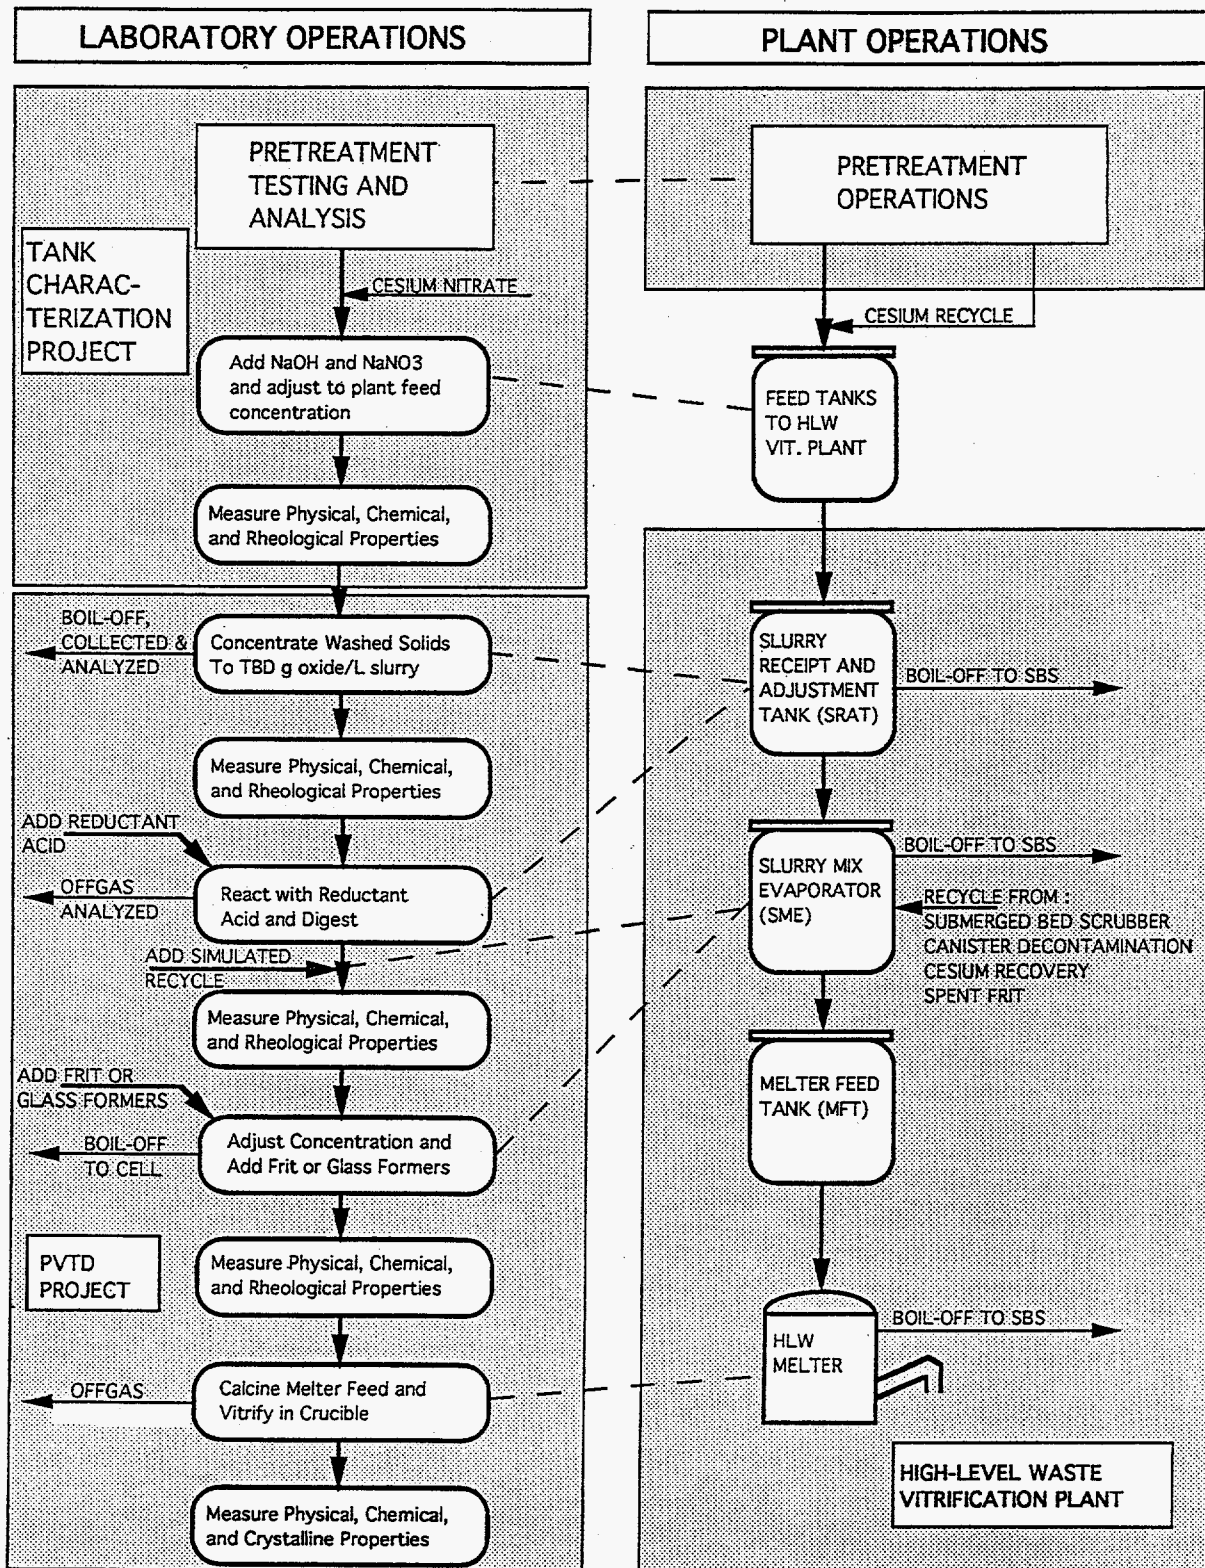 LABORATORY OPERATIONS
PRETREATMENT
TESTING AND
ANALYSIS
TANK
CHARAC-
TERIZATION
PROJECT
CESIUM NITRATE
Add NaOH and NaNO3
and adjust to plant feed
concentration
Measure Physical, Chemical,
and Rheological Properties
BOIL-OFF,
COLLECTED &
ANALYZED
Concentrate Washed Solids
To TBD g oxide/L slurry
Measure Physical, Chemical,
and Rheological Properties
ADD REDUCTANT
ACID
OFFGAS
ANALYZED
React with Reductant
Acid and Digest
ADD SIMULATED
RECYCLE
Measure Physical, Chemical,
and Rheological Properties
ADD FRIT OR
GLASS FORMERS
BOIL-OFF
TO CELL
Adjust Concentration and
Add Frit or Glass Formers
PVTD
PROJECT
Measure Physical, Chemical,
and Rheological Properties
OFFGAS
Calcine Melter Feed and
Vitrify in Crucible
Measure Physical, Chemical,
and Crystalline Properties
PLANT OPERATIONS
PRETREATMENT
OPERATIONS
CESIUM RECYCLE
FEED TANKS
TO HLW
VIT. PLANT
SLURRY
RECEIPT AND
ADJUSTMENT
TANK (SRAT)
BOIL-OFF TO SBS
SLURRY MIX
EVAPORATOR
(SME)
BOIL-OFF TO SBS
RECYCLE FROM :
SUBMERGED BED SCRUBBER
CANISTER DECONTAMINATION
CESIUM RECOVERY
SPENT FRIT
MELTER FEED
TANK (MFT)
HLW
MELTER
BOIL-OFF TO SBS
HIGH-LEVEL WASTE
VITRIFICATION PLANT